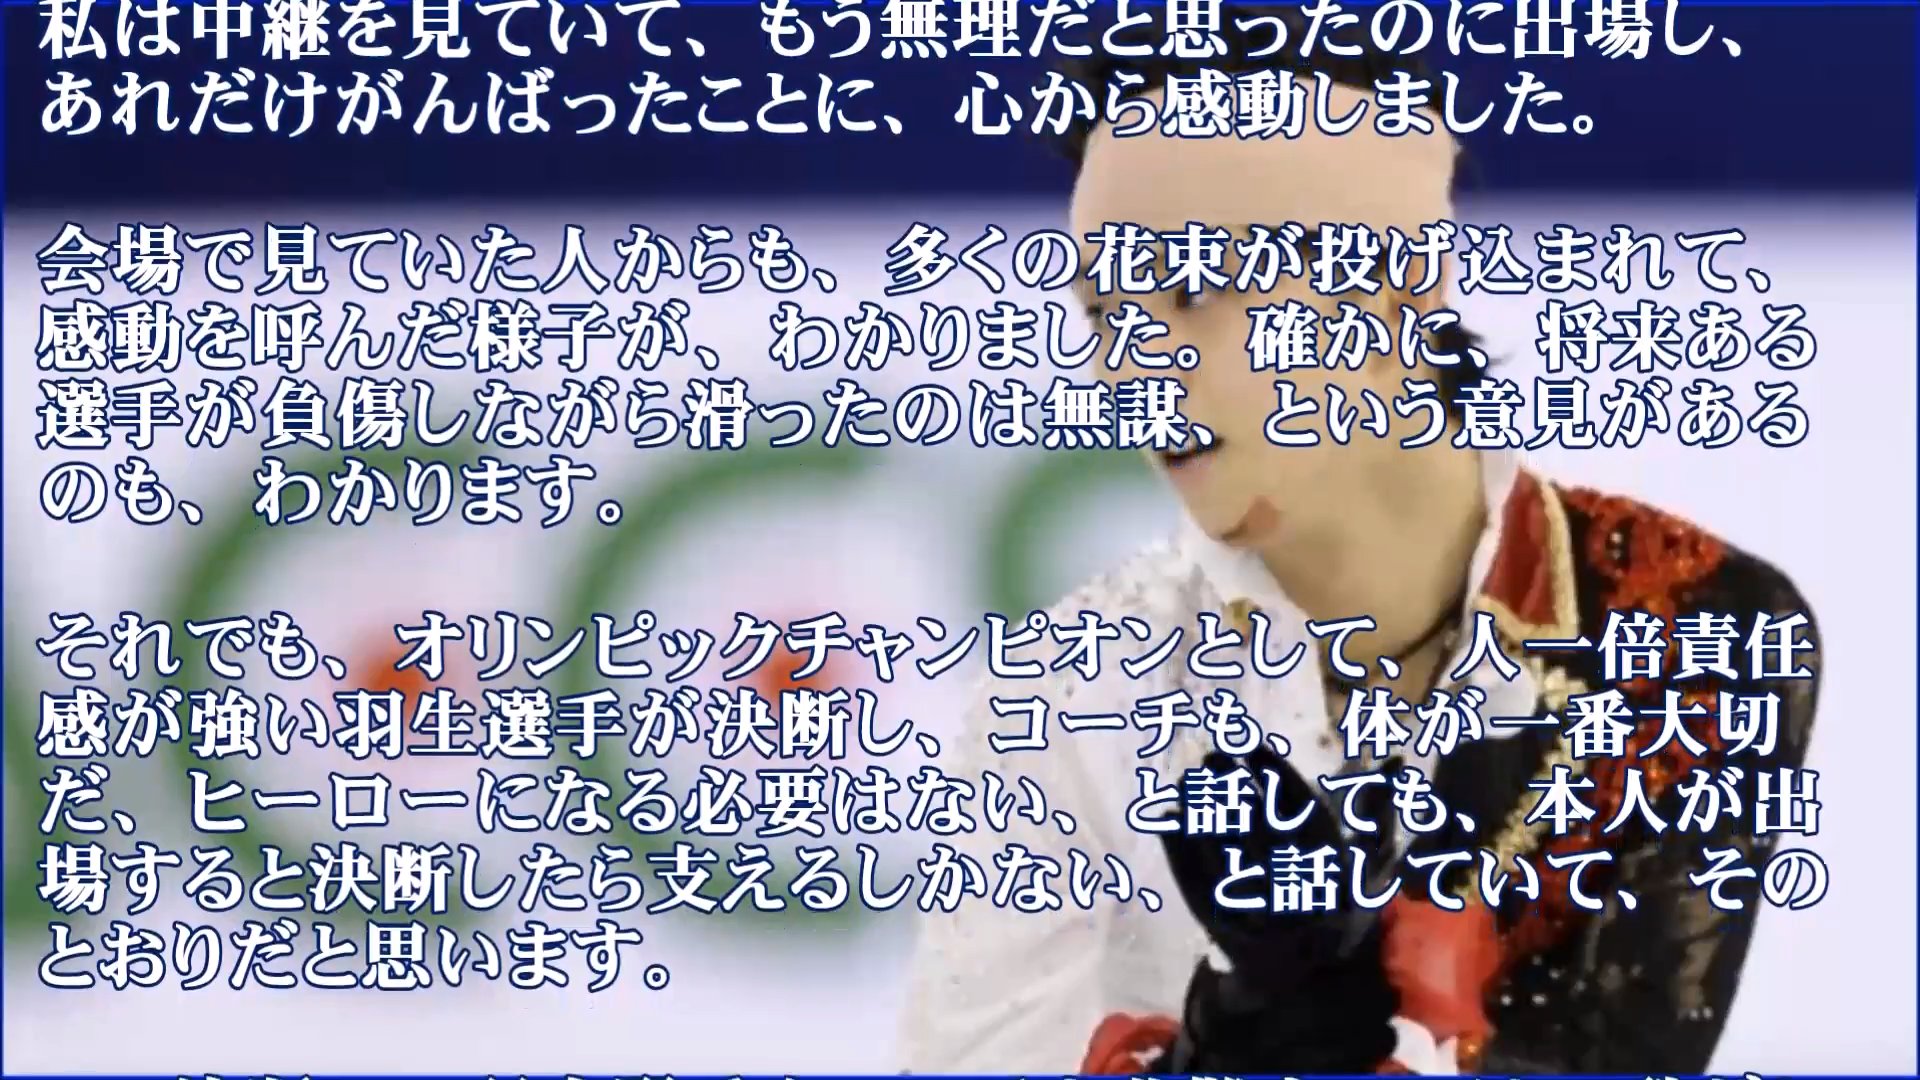 私は中継を見ていて、もう無理だと思ったのに出場し、
あれだけがんばったことに、心から感動しました。
会場で見ていた人からも、多くの花束が投げ込まれて、
感動を呼んだ様子が、わかりました。確かに、将来ある
選手が負傷しながら滑ったのは無謀、という意見がある
のも、わかります。
それでも、オリンピックチャンピオンとして、人一倍責任
感が強い羽生選手が決断し、コーチも、体が一番大切
だ、ヒーローになる必要はない、と話しても、本人が出
場すると決断したら支えるしかない、と話していて、その
とおりだと思います。